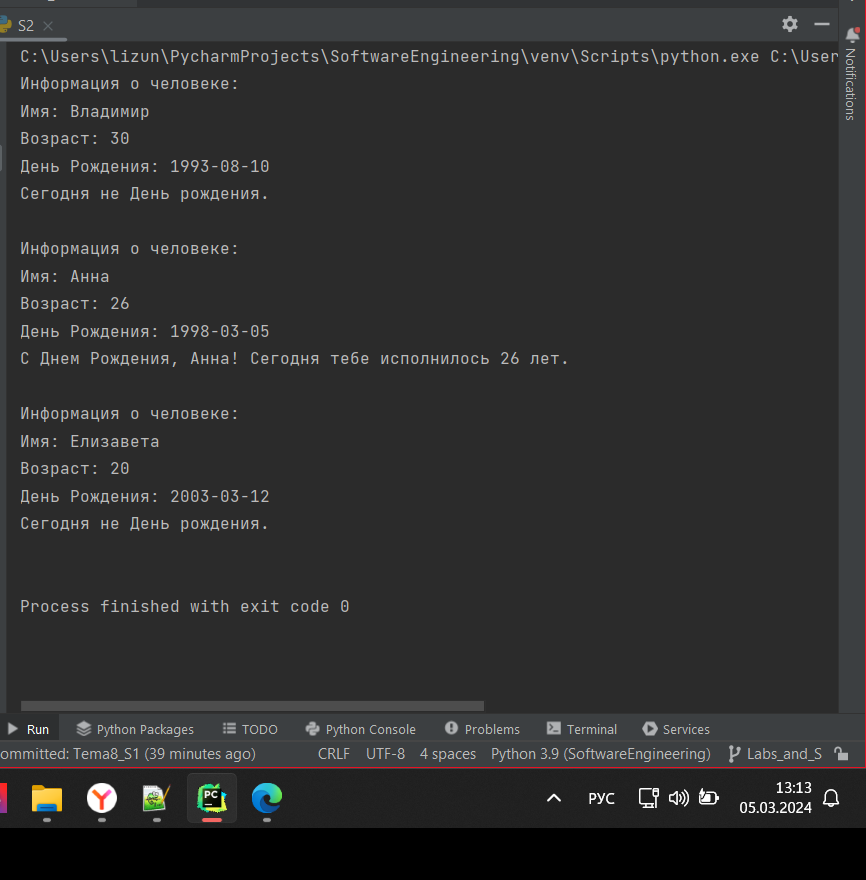 S2
C:\Users\lizun\PycharmProjects\SoftwareEngineering\venv\Scripts\python.exe C:\User
Notifications
Информация о человеке:
Имя: Владимир
Возраст: 30
День Рождения: 1993-08-10
Сегодня не День рождения.
Информация о человеке:
Имя: Анна
Возраст: 26
День Рождения: 1998-03-05
С Днем Рождения, Анна! Сегодня тебе исполнилось 26 лет.
Информация о человеке:
Имя: Елизавета
Возраст: 20
День Рождения: 2003-03-12
Сегодня не День рождения.
Process finished with exit code 0
Run Python Packages TODO Python Console Problems Terminal Services
ommitted: Tema8_S1 (39 minutes ago) CRLF UTF-8 4 spaces Python 3.9 (SoftwareEngineering) Labs_and_S
PC
РУС
13:13
05.03.2024